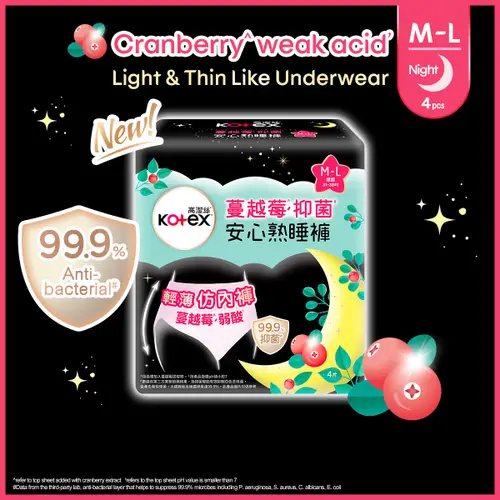 Cranberry^ weak acid*
Light & Thin Like Underwear
M-L
Night
4pcs
New!
99.9%
Anti-
bacterial#
高潔絲
Kotex
蔓越莓^抑菌#
安心熟睡褲
M-L
輕薄 仿內褲
蔓越莓^弱酸*
99.9%
抑菌#
4片
^refer to top sheet added with cranberry extract *refers to the top sheet pH value is smaller than 7
#Data from the third-party lab, anti-bacterial layer that helps to suppress 99.9% microbes including P. aeruginosa, S. aureus, C. albicans, E. coli